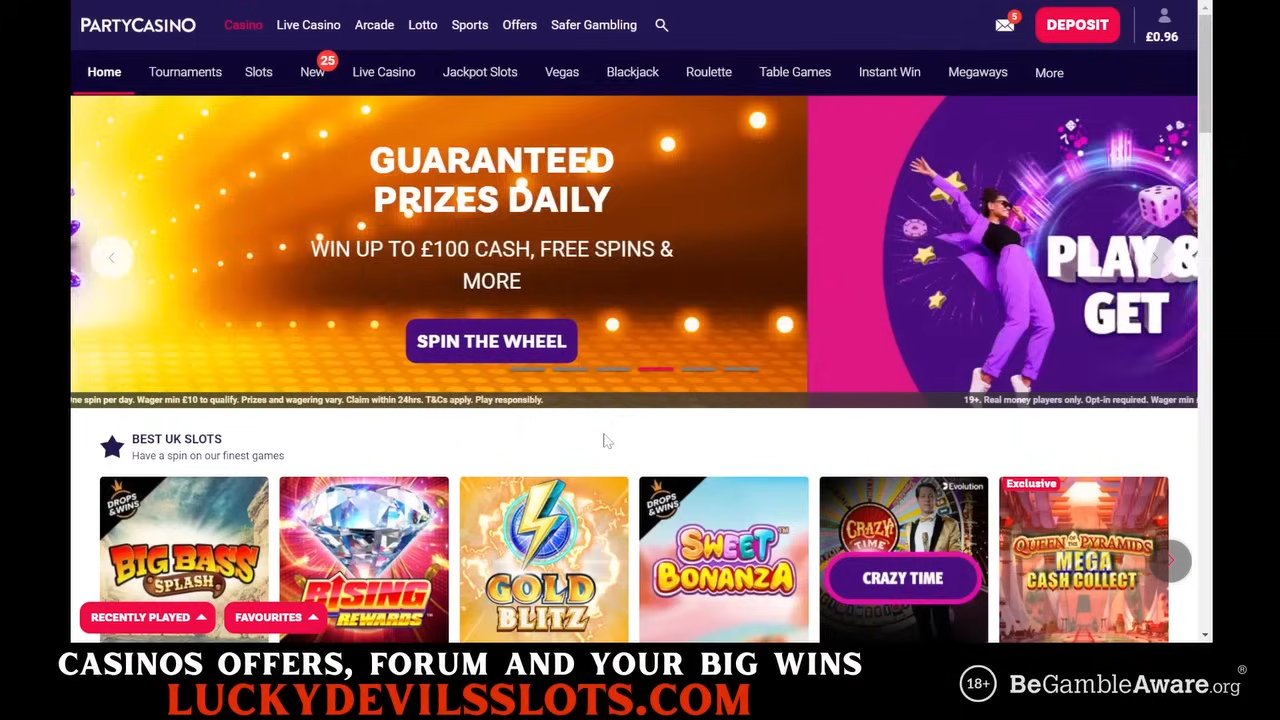 PARTYCASINO Casino Live Casino Arcade Lotto Sports Offers Safer Gambling 5 DEPOSIT £0.96
Home Tournaments Slots New 25 Live Casino Jackpot Slots Vegas Blackjack Roulette Table Games Instant Win Megaways More
GUARANTEED
PRIZES DAILY
WIN UP TO £100 CASH, FREE SPINS &
MORE
SPIN THE WHEEL
PLAY &
GET
ne spin per day. Wager min £10 to qualify. Prizes and wagering vary. Claim within 24hrs. T&Cs apply. Play responsibly.
19+. Real money players only. Opt-in required. Wager min
BEST UK SLOTS
Have a spin on our finest games
DROPS & WINS
BIG BASS
SPLASH
RISING
REWARDS
GOLD
BLITZ
DROPS & WINS
SWEET
BONANZA™
Evolution
CRAZY
TIME
CRAZY TIME
Exclusive
QUEEN OF THE PYRAMIDS
MEGA
CA$H COLLECT
RECENTLY PLAYED FAVOURITES
CASINOS OFFERS, FORUM AND YOUR BIG WINS
LUCKYDEVILSSLOTS.COM
18+ BeGambleAware.org®